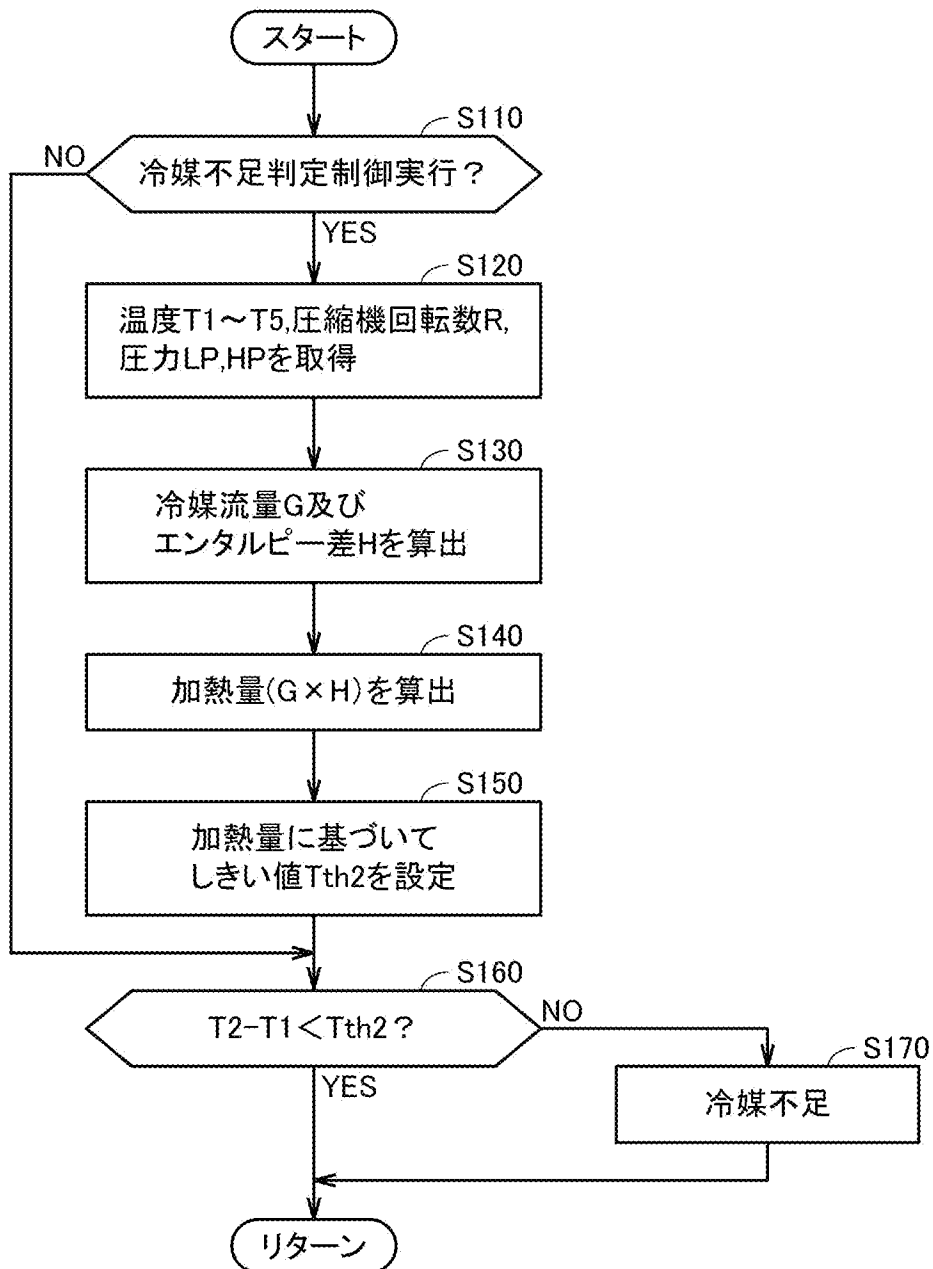 スタート
S110
NO
冷媒不足判定制御実行？
YES
S120
温度T1～T5,圧縮機回転数R,
圧力LP,HPを取得
S130
冷媒流量G及び
エンタルピー差Hを算出
S140
加熱量(G×H)を算出
S150
加熱量に基づいて
しきい値Tth2を設定
S160
T2-T1＜Tth2？
NO
YES
S170
冷媒不足
リターン